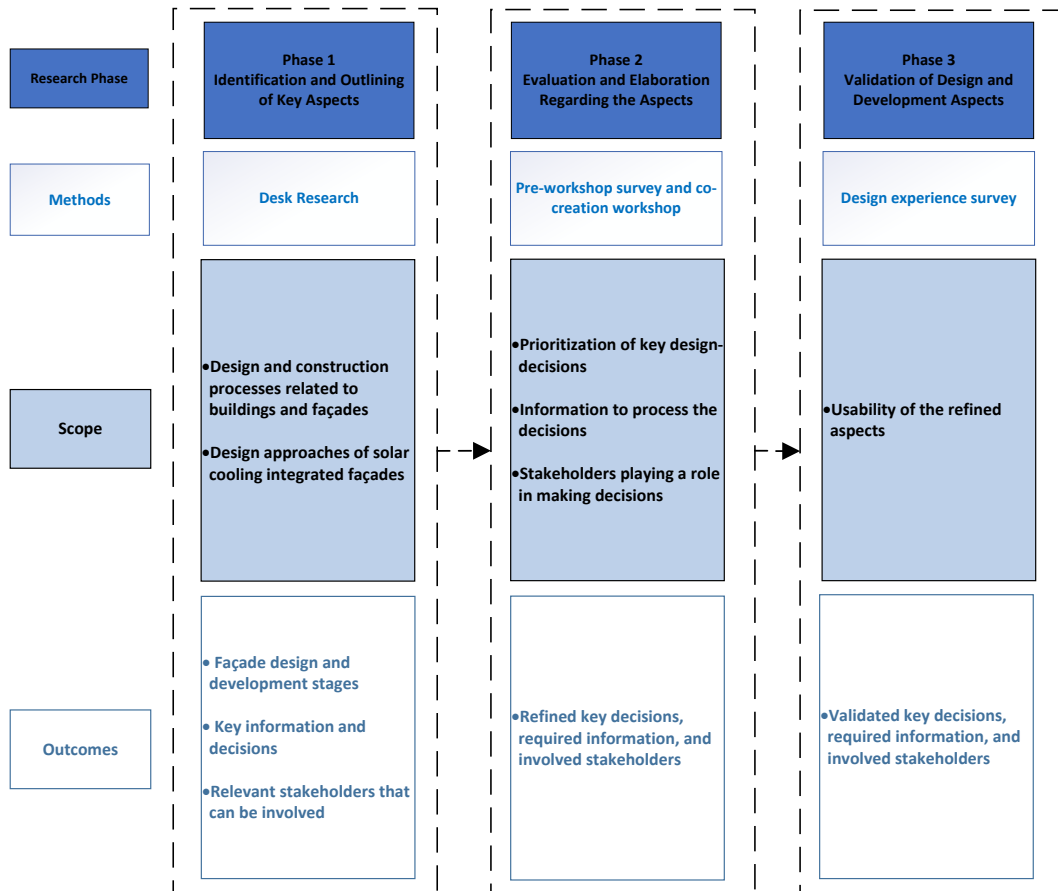 Research Phase
Phase 1
Identification and Outlining
of Key Aspects
Phase 2
Evaluation and Elaboration
Regarding the Aspects
Phase 3
Validation of Design and
Development Aspects
Methods
Desk Research
Pre-workshop survey and co-
creation workshop
Design experience survey
Scope
•Design and construction
processes related to
buildings and façades
•Design approaches of solar
cooling integrated façades
•Prioritization of key design-
decisions
•Information to process the
decisions
•Stakeholders playing a role
in making decisions
•Usability of the refined
aspects
Outcomes
• Façade design and
development stages
• Key information and
decisions
•Relevant stakeholders that
can be involved
•Refined key decisions,
required information, and
involved stakeholders
•Validated key decisions,
required information, and
involved stakeholders